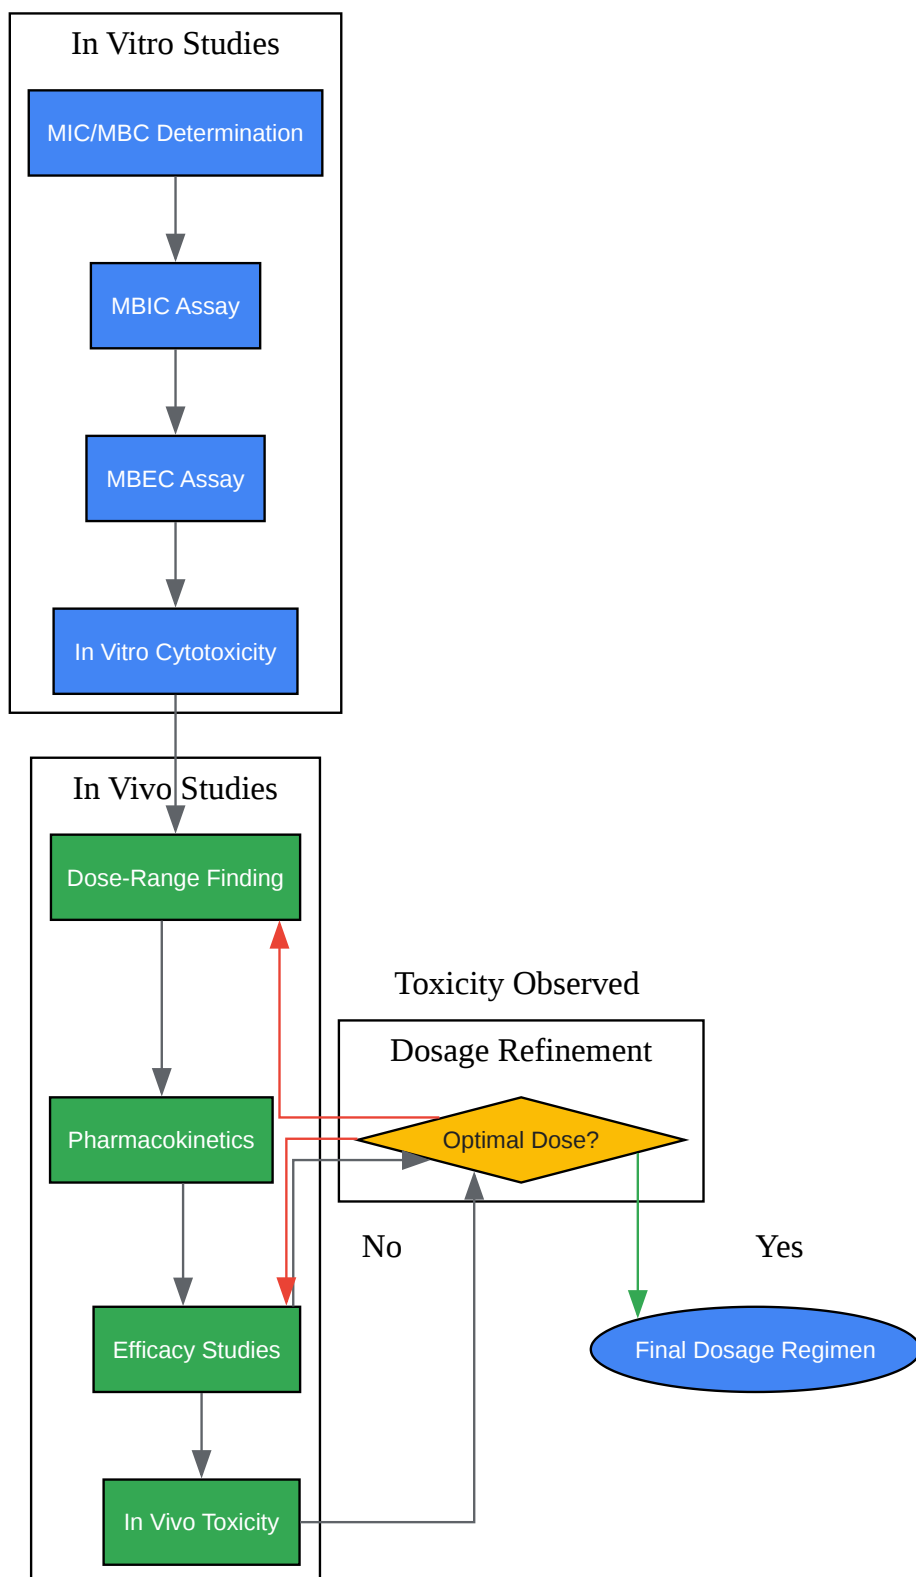 In Vitro Studies
MIC/MBC Determination
MBIC Assay
MBEC Assay
In Vitro Cytotoxicity
In Vivo Studies
Dose-Range Finding
Toxicity Observed
Dosage Refinement
Pharmacokinetics
Optimal Dose?
No
Yes
Efficacy Studies
Final Dosage Regimen
In Vivo Toxicity